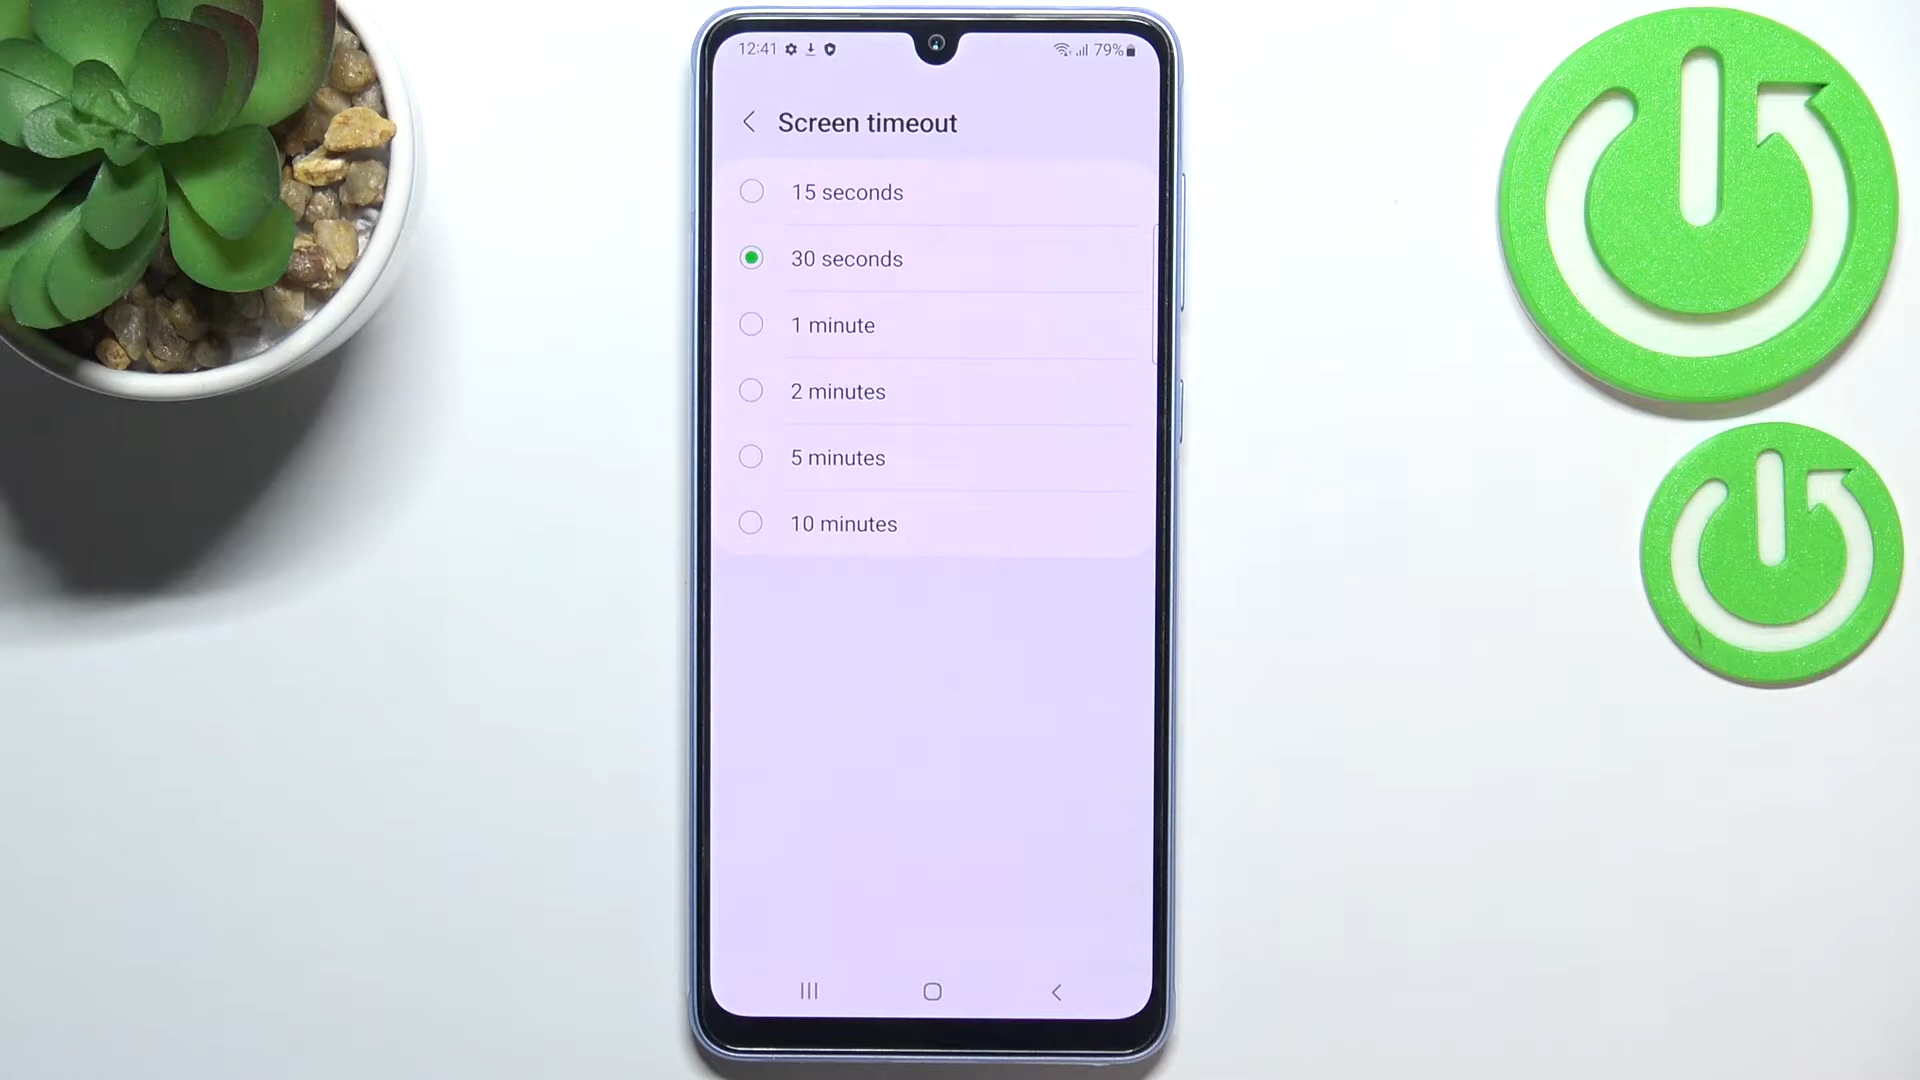 12:41 79%
Screen timeout
15 seconds
30 seconds
1 minute
2 minutes
5 minutes
10 minutes